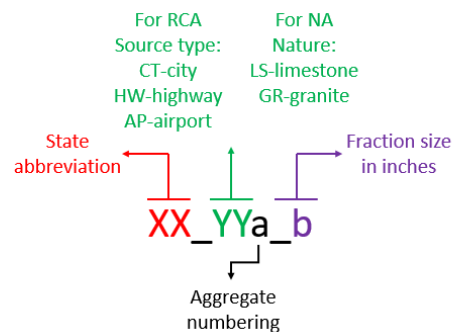 For RCA
Source type:
CT-city
HW-highway
AP-airport
For NA
Nature:
LS-limestone
GR-granite
State
abbreviation
Fraction size
in inches
XX_YYa_b
Aggregate
numbering